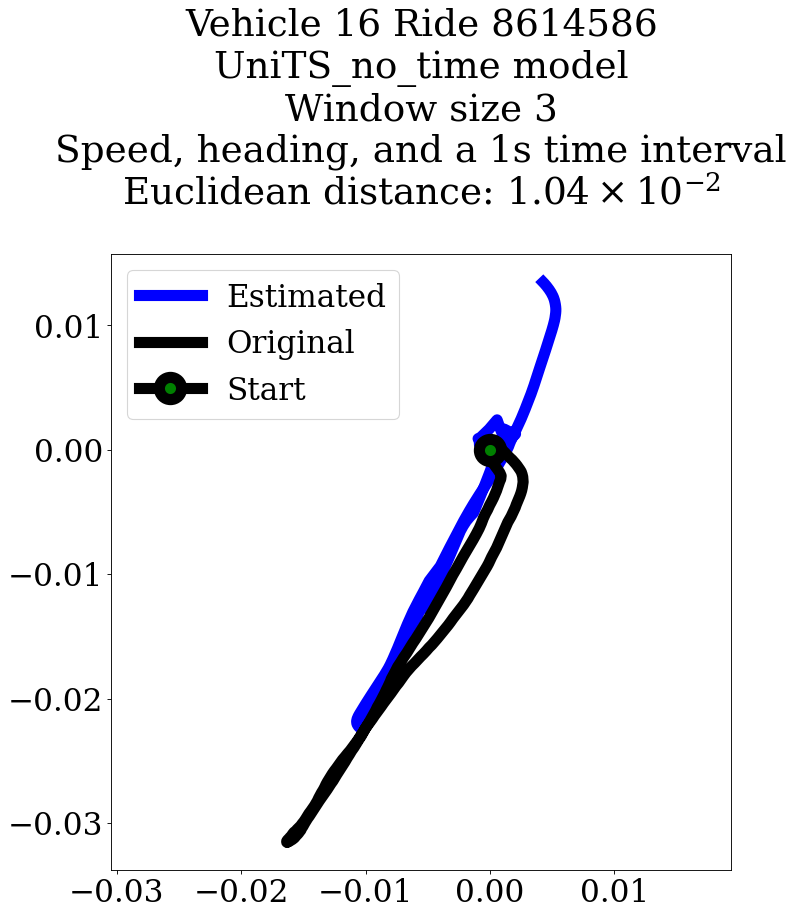 Vehicle 16 Ride 8614586
UniTS_no_time model
Window size 3
Speed, heading, and a 1s time interval
Euclidean distance: 1.04 × 10⁻²
Estimated
Original
Start
0.01
0.00
−0.01
−0.02
−0.03
−0.03 −0.02 −0.01 0.00 0.01